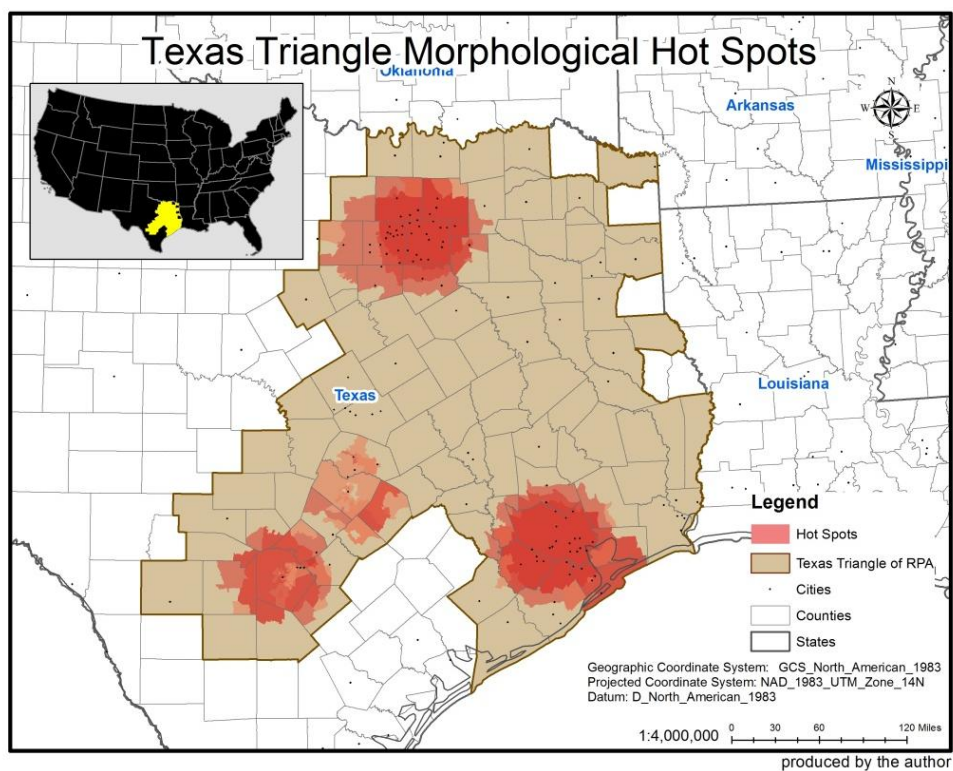 Texas Triangle Morphological Hot Spots
Oklahoma
Arkansas
N
W E
S
Mississippi
Texas
Louisiana
Legend
Hot Spots
Texas Triangle of RPA
Cities
Counties
States
Geographic Coordinate System: GCS_North_American_1983
Projected Coordinate System: NAD_1983_UTM_Zone_14N
Datum: D_North_American_1983
1:4,000,000 0 30 60 120 Miles
produced by the author